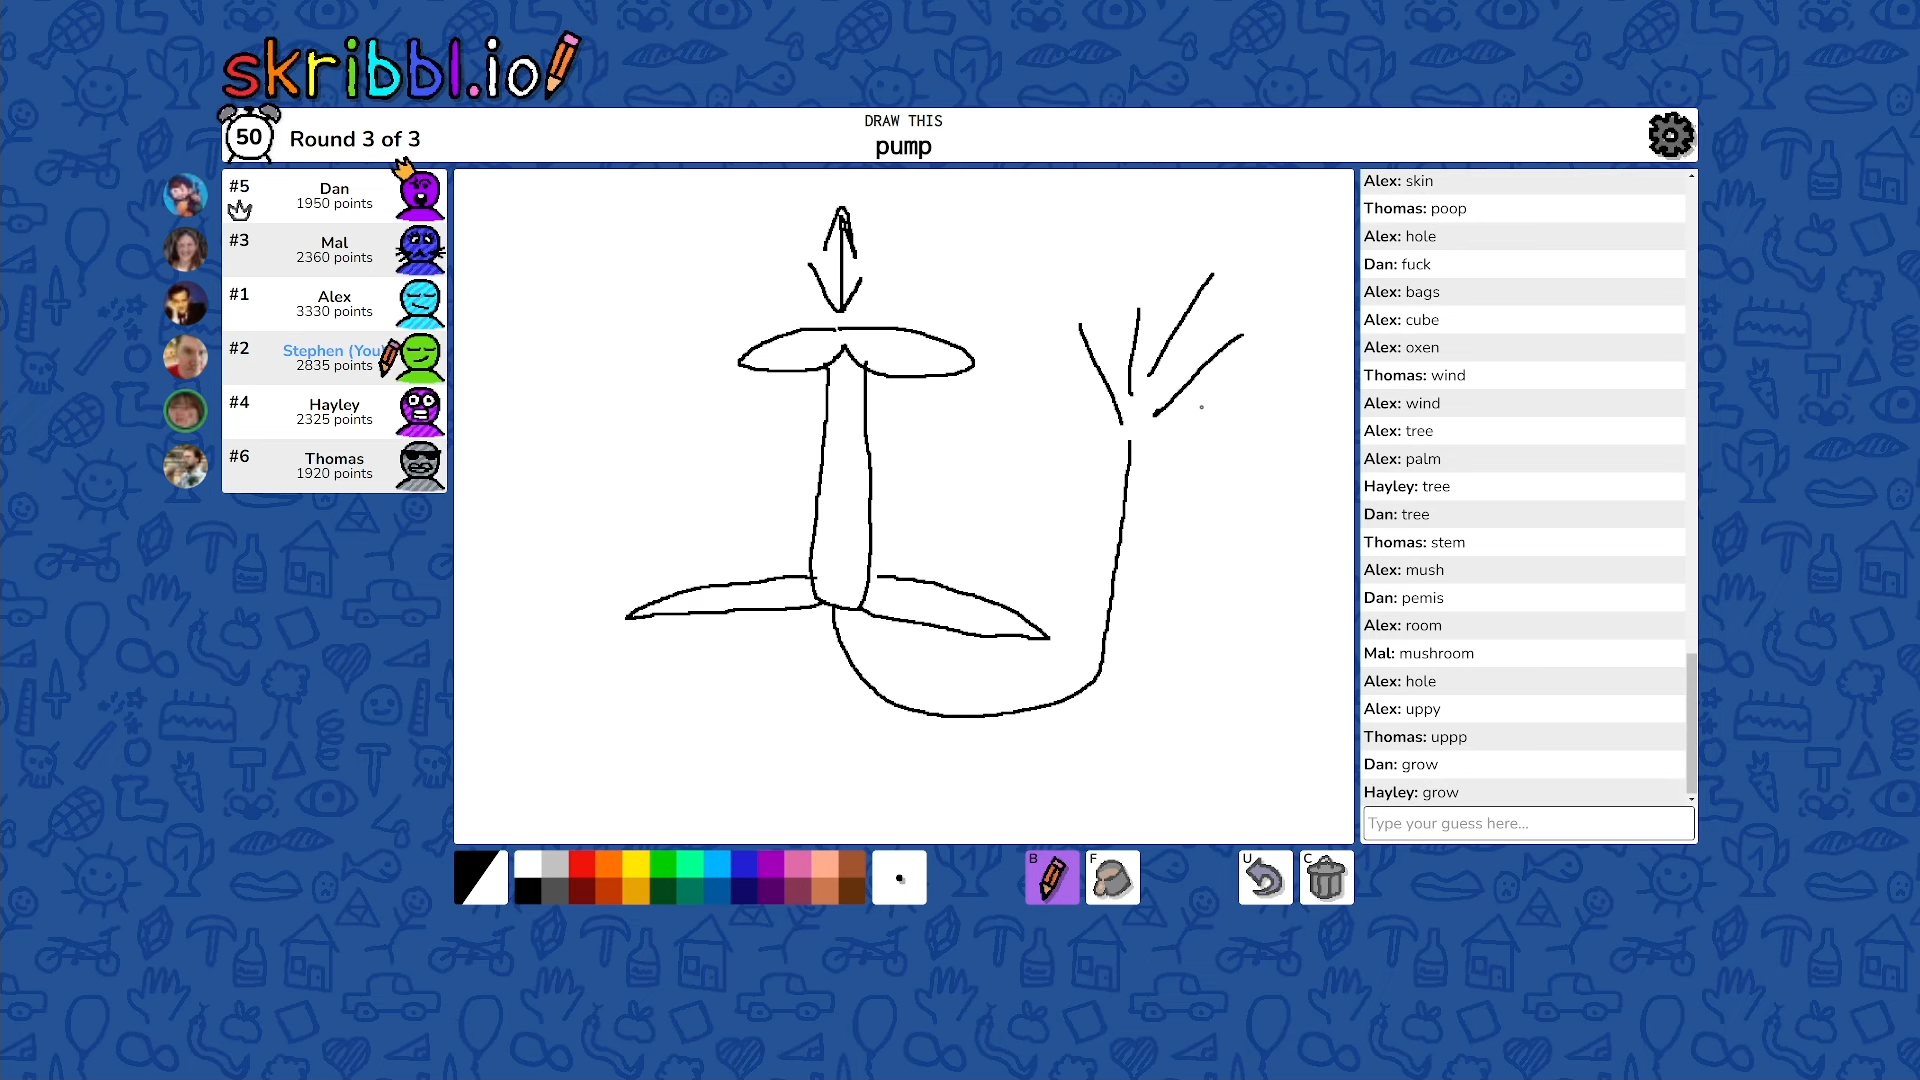 skribbl.io
50
Round 3 of 3
DRAW THIS
pump
#5
Dan
1950 points
#3
Mal
2360 points
#1
Alex
3330 points
#2
Stephen (You)
2835 points
#4
Hayley
2325 points
#6
Thomas
1920 points
Alex: skin
Thomas: poop
Alex: hole
Dan: fuck
Alex: bags
Alex: cube
Alex: oxen
Thomas: wind
Alex: wind
Alex: tree
Alex: palm
Hayley: tree
Dan: tree
Thomas: stem
Alex: mush
Dan: pemis
Alex: room
Mal: mushroom
Alex: hole
Alex: uppy
Thomas: uppp
Dan: grow
Hayley: grow
Type your guess here...
B
F
U
C